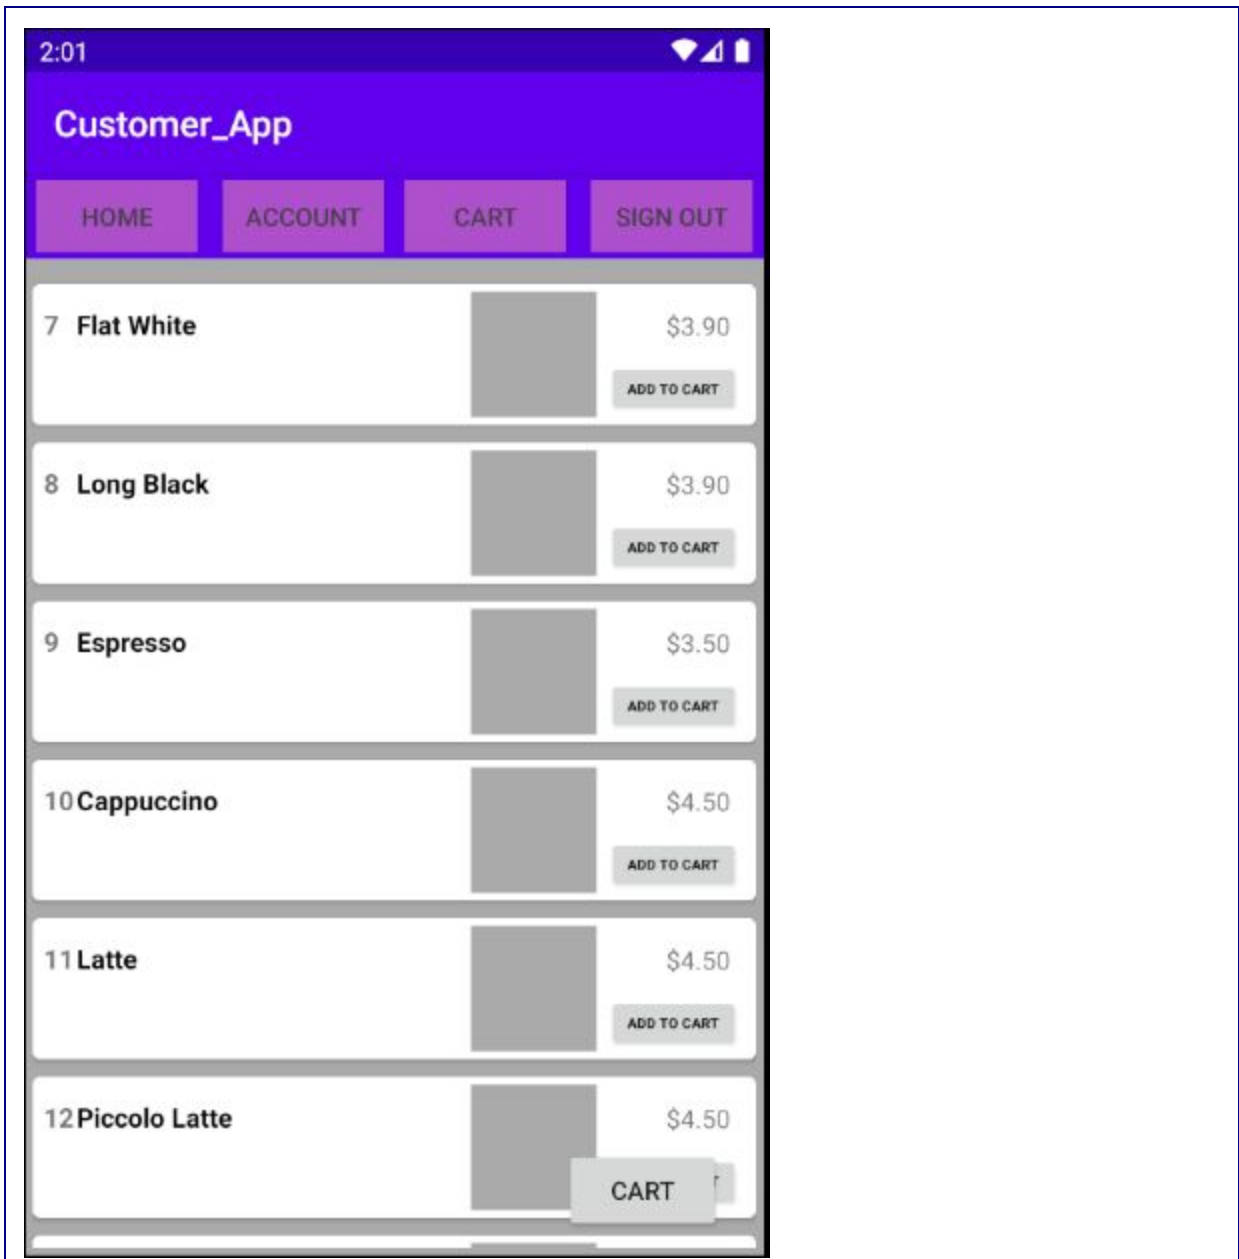 2:01
Customer_App
HOME ACCOUNT CART SIGN OUT
7 Flat White $3.90
ADD TO CART
8 Long Black $3.90
ADD TO CART
9 Espresso $3.50
ADD TO CART
10 Cappuccino $4.50
ADD TO CART
11 Latte $4.50
ADD TO CART
12 Piccolo Latte $4.50
CART